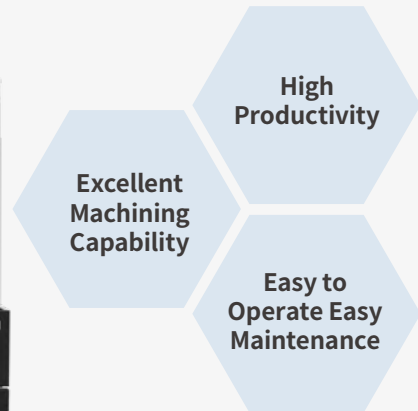 High
Productivity
Excellent
Machining
Capability
Easy to
Operate Easy
Maintenance